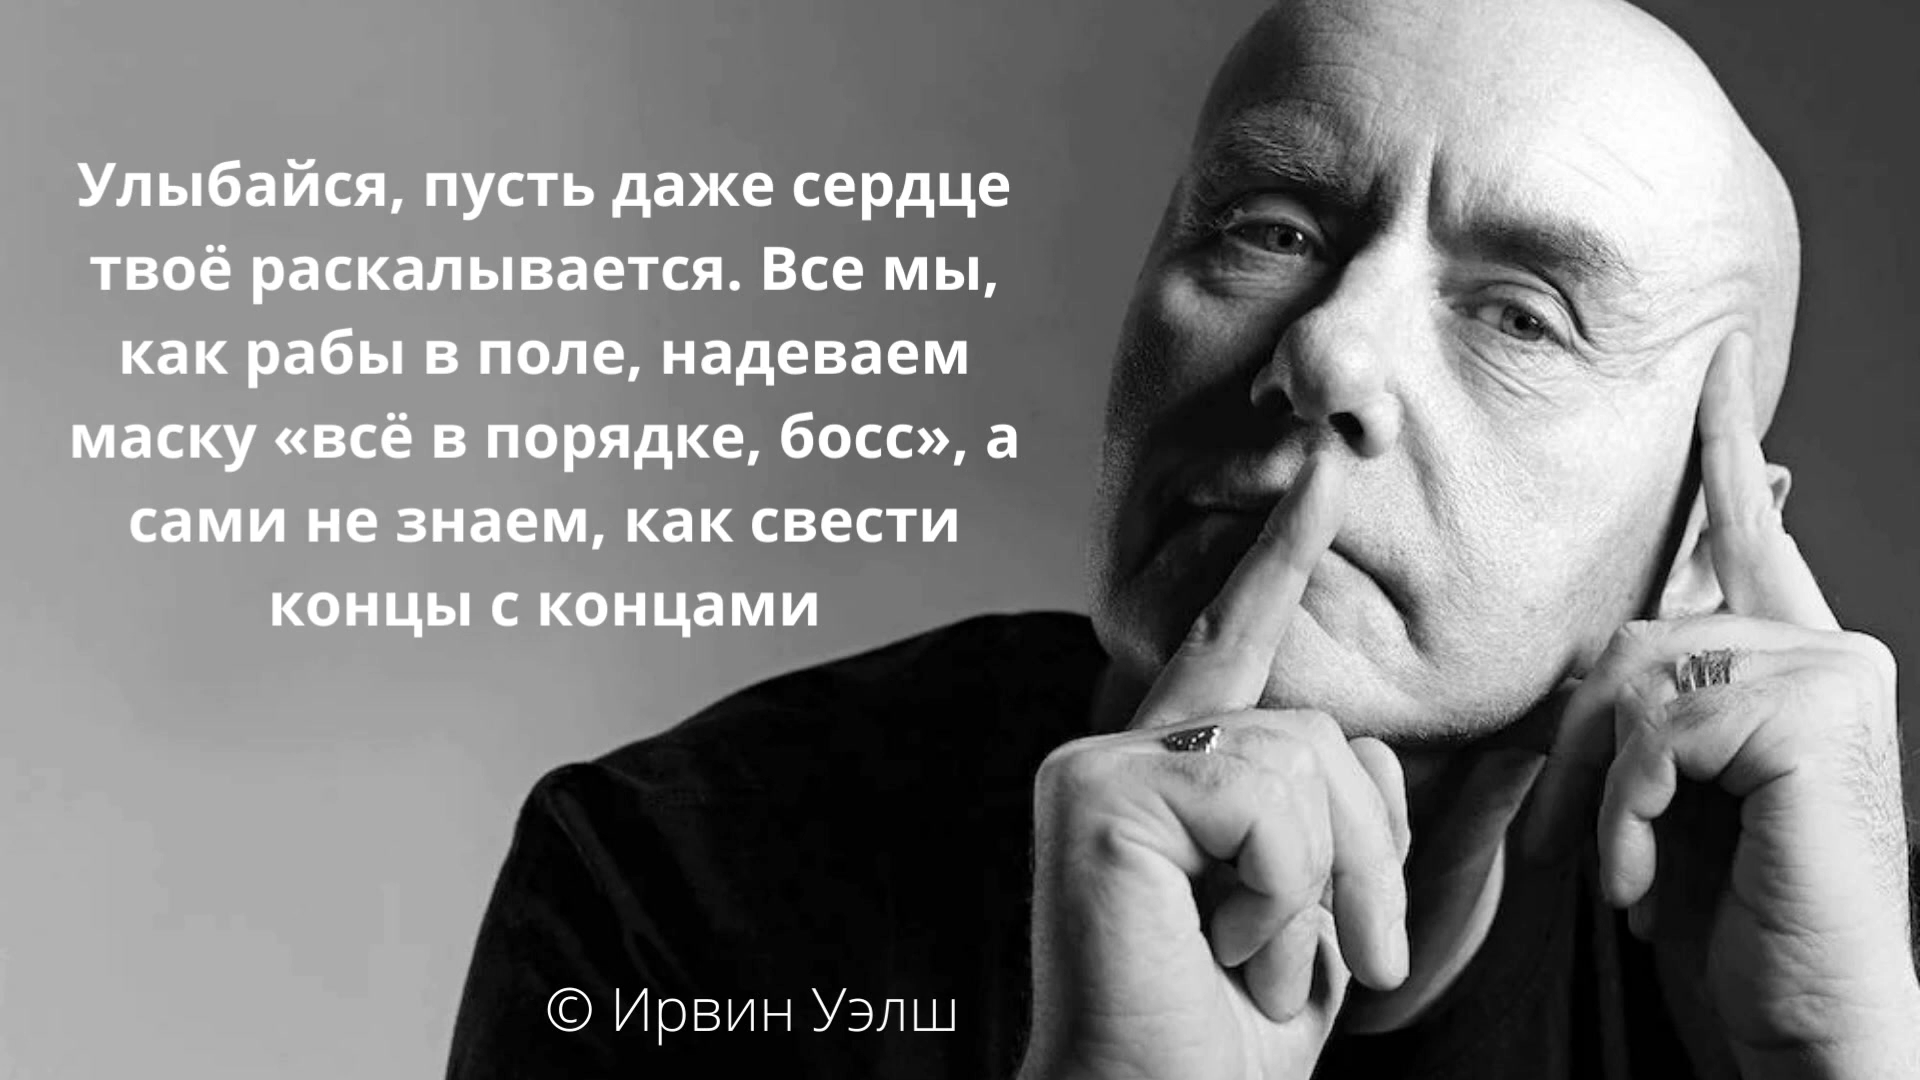 Улыбайся, пусть даже сердце
твоё раскалывается. Все мы,
как рабы в поле, надеваем
маску «всё в порядке, босс», а
сами не знаем, как свести
концы с концами
© Ирвин Уэлш